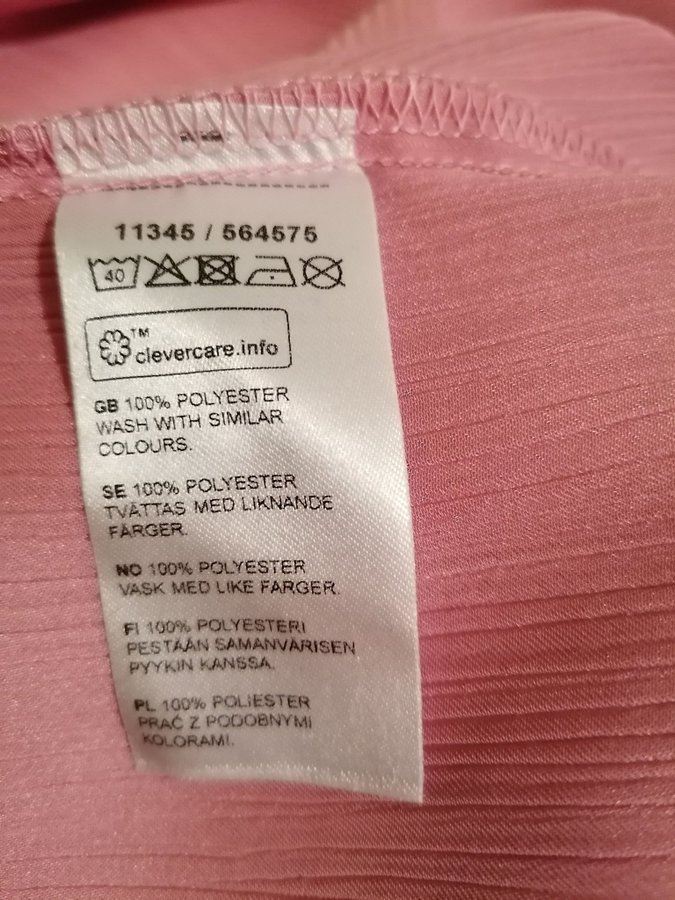 11345 / 564575
40
TM
clevercare.info
GB 100% POLYESTER
WASH WITH SIMILAR
COLOURS.
SE 100% POLYESTER
TVÄTTAS MED LIKNANDE
FÄRGER.
NO 100% POLYESTER
VASK MED LIKE FARGER.
FI 100% POLYESTERI
PESTÄÄN SAMANVÄRISEN
PYYKIN KANSSA.
PL 100% POLIESTER
PRAĆ Z PODOBNYMI
KOLORAMI.